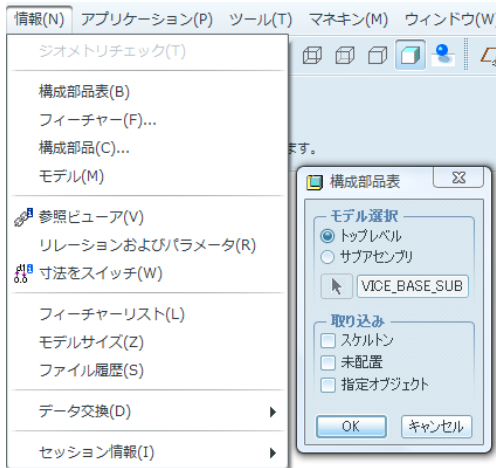 情報(N) アプリケーション(P) ツール(T) マネキン(M) ウィンドウ(W
ジオメトリチェック(T)
構成部品表(B)
フィーチャー(F)...
構成部品(C)...
モデル(M)
参照ビューア(V)
リレーションおよびパラメータ(R)
寸法をスイッチ(W)
フィーチャーリスト(L)
モデルサイズ(Z)
ファイル履歴(S)
データ交換(D)
セッション情報(I)
ます。
構成部品表
モデル選択
トップレベル
サブアセンブリ
VICE_BASE_SUB
取り込み
スケルトン
未配置
指定オブジェクト
OK キャンセル